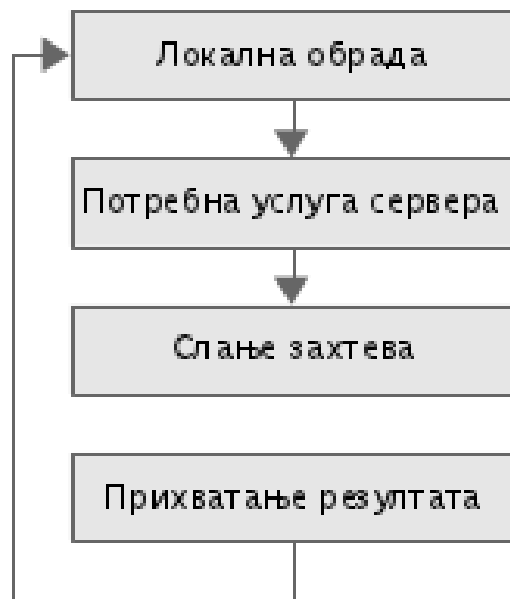 Локална обрада
Потребна услуга сервера
Слање захтева
Прихватање резултата